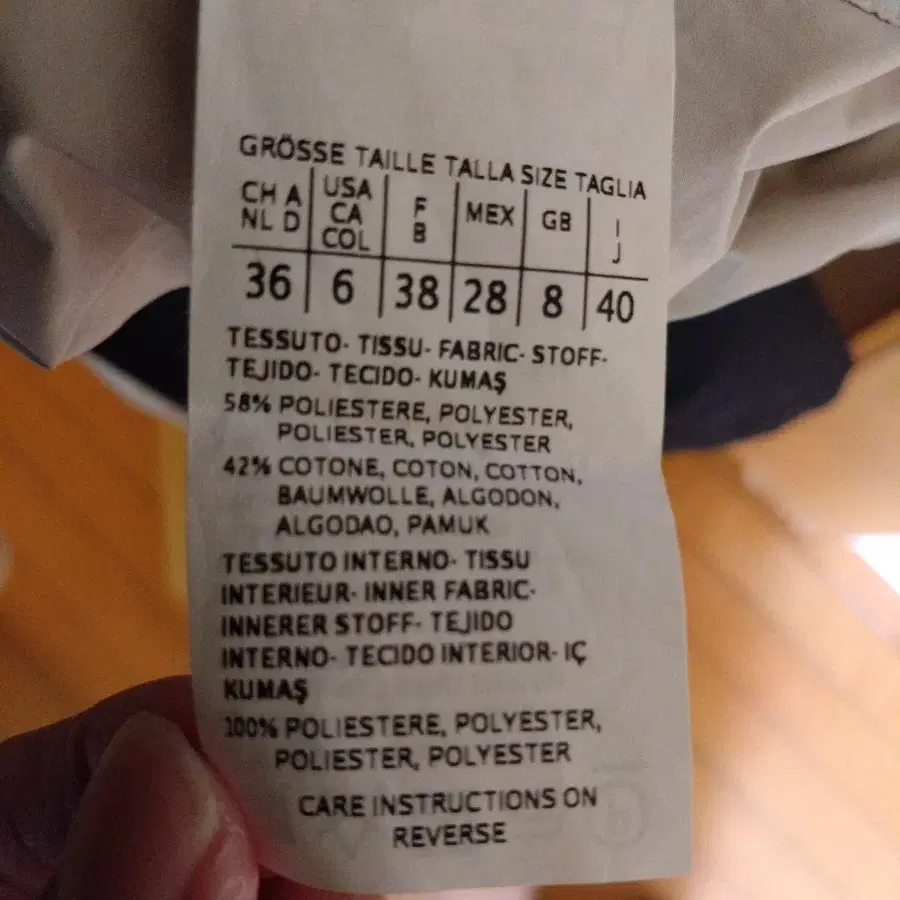 GRÖSSE TAILLE TALLA SIZE TAGLIA
CH A USA F MEX GB I
NL D CA B J
COL
36 6 38 28 8 40
TESSUTO- TISSU- FABRIC- STOFF-
TEJIDO- TECIDO- KUMAŞ
58% POLIESTERE, POLYESTER,
POLIESTER, POLYESTER
42% COTONE, COTON, COTTON,
BAUMWOLLE, ALGODON,
ALGODAO, PAMUK
TESSUTO INTERNO- TISSU
INTERIEUR- INNER FABRIC-
INNERER STOFF- TEJIDO
INTERNO- TECIDO INTERIOR- IÇ
KUMAŞ
100% POLIESTERE, POLYESTER,
POLIESTER, POLYESTER
CARE INSTRUCTIONS ON
REVERSE